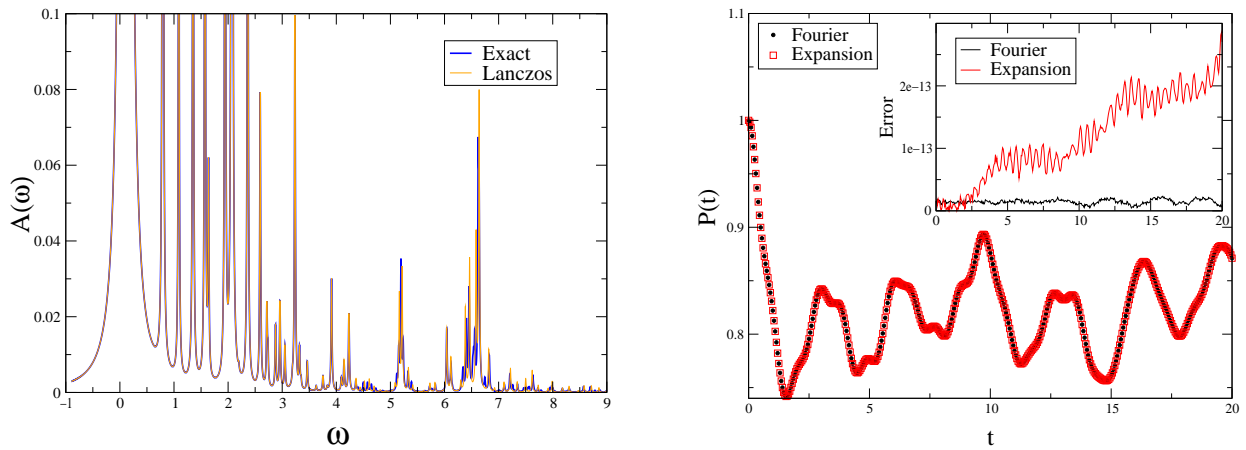 0.1
0.08
0.06
0.04
0.02
0
A(ω)
Exact
Lanczos
-1 0 1 2 3 4 5 6 7 8 9
ω
1.1
1
0.9
0.8
P(t)
Fourier
Expansion
0 5 10 15 20
t
Fourier
Expansion
2e-13
1e-13
0
Error
0 5 10 15 20